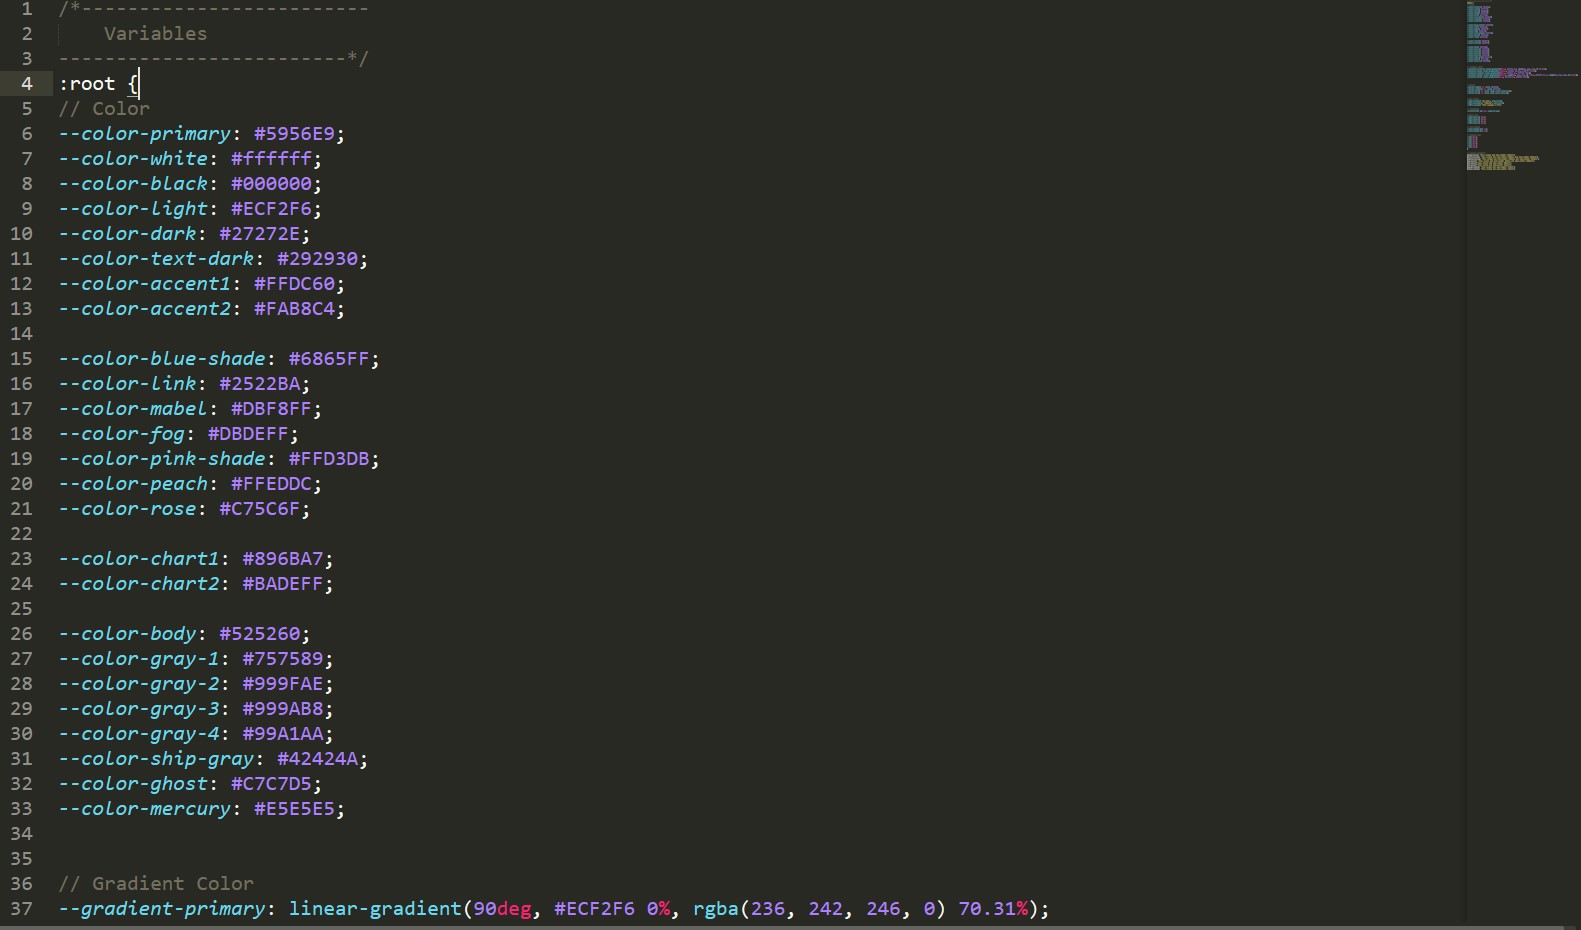 1 /*-------------------------
2 Variables
3 -------------------------*/
4 :root {
5 // Color
6 --color-primary: #5956E9;
7 --color-white: #ffffff;
8 --color-black: #000000;
9 --color-light: #ECF2F6;
10 --color-dark: #27272E;
11 --color-text-dark: #292930;
12 --color-accent1: #FFDC60;
13 --color-accent2: #FAB8C4;
14
15 --color-blue-shade: #6865FF;
16 --color-link: #2522BA;
17 --color-mabel: #DBF8FF;
18 --color-fog: #DBDEFF;
19 --color-pink-shade: #FFD3DB;
20 --color-peach: #FFEDDC;
21 --color-rose: #C75C6F;
22
23 --color-chart1: #896BA7;
24 --color-chart2: #BADEFF;
25
26 --color-body: #525260;
27 --color-gray-1: #757589;
28 --color-gray-2: #999FAE;
29 --color-gray-3: #999AB8;
30 --color-gray-4: #99A1AA;
31 --color-ship-gray: #42424A;
32 --color-ghost: #C7C7D5;
33 --color-mercury: #E5E5E5;
34
35
36 // Gradient Color
37 --gradient-primary: linear-gradient(90deg, #ECF2F6 0%, rgba(236, 242, 246, 0) 70.31%);